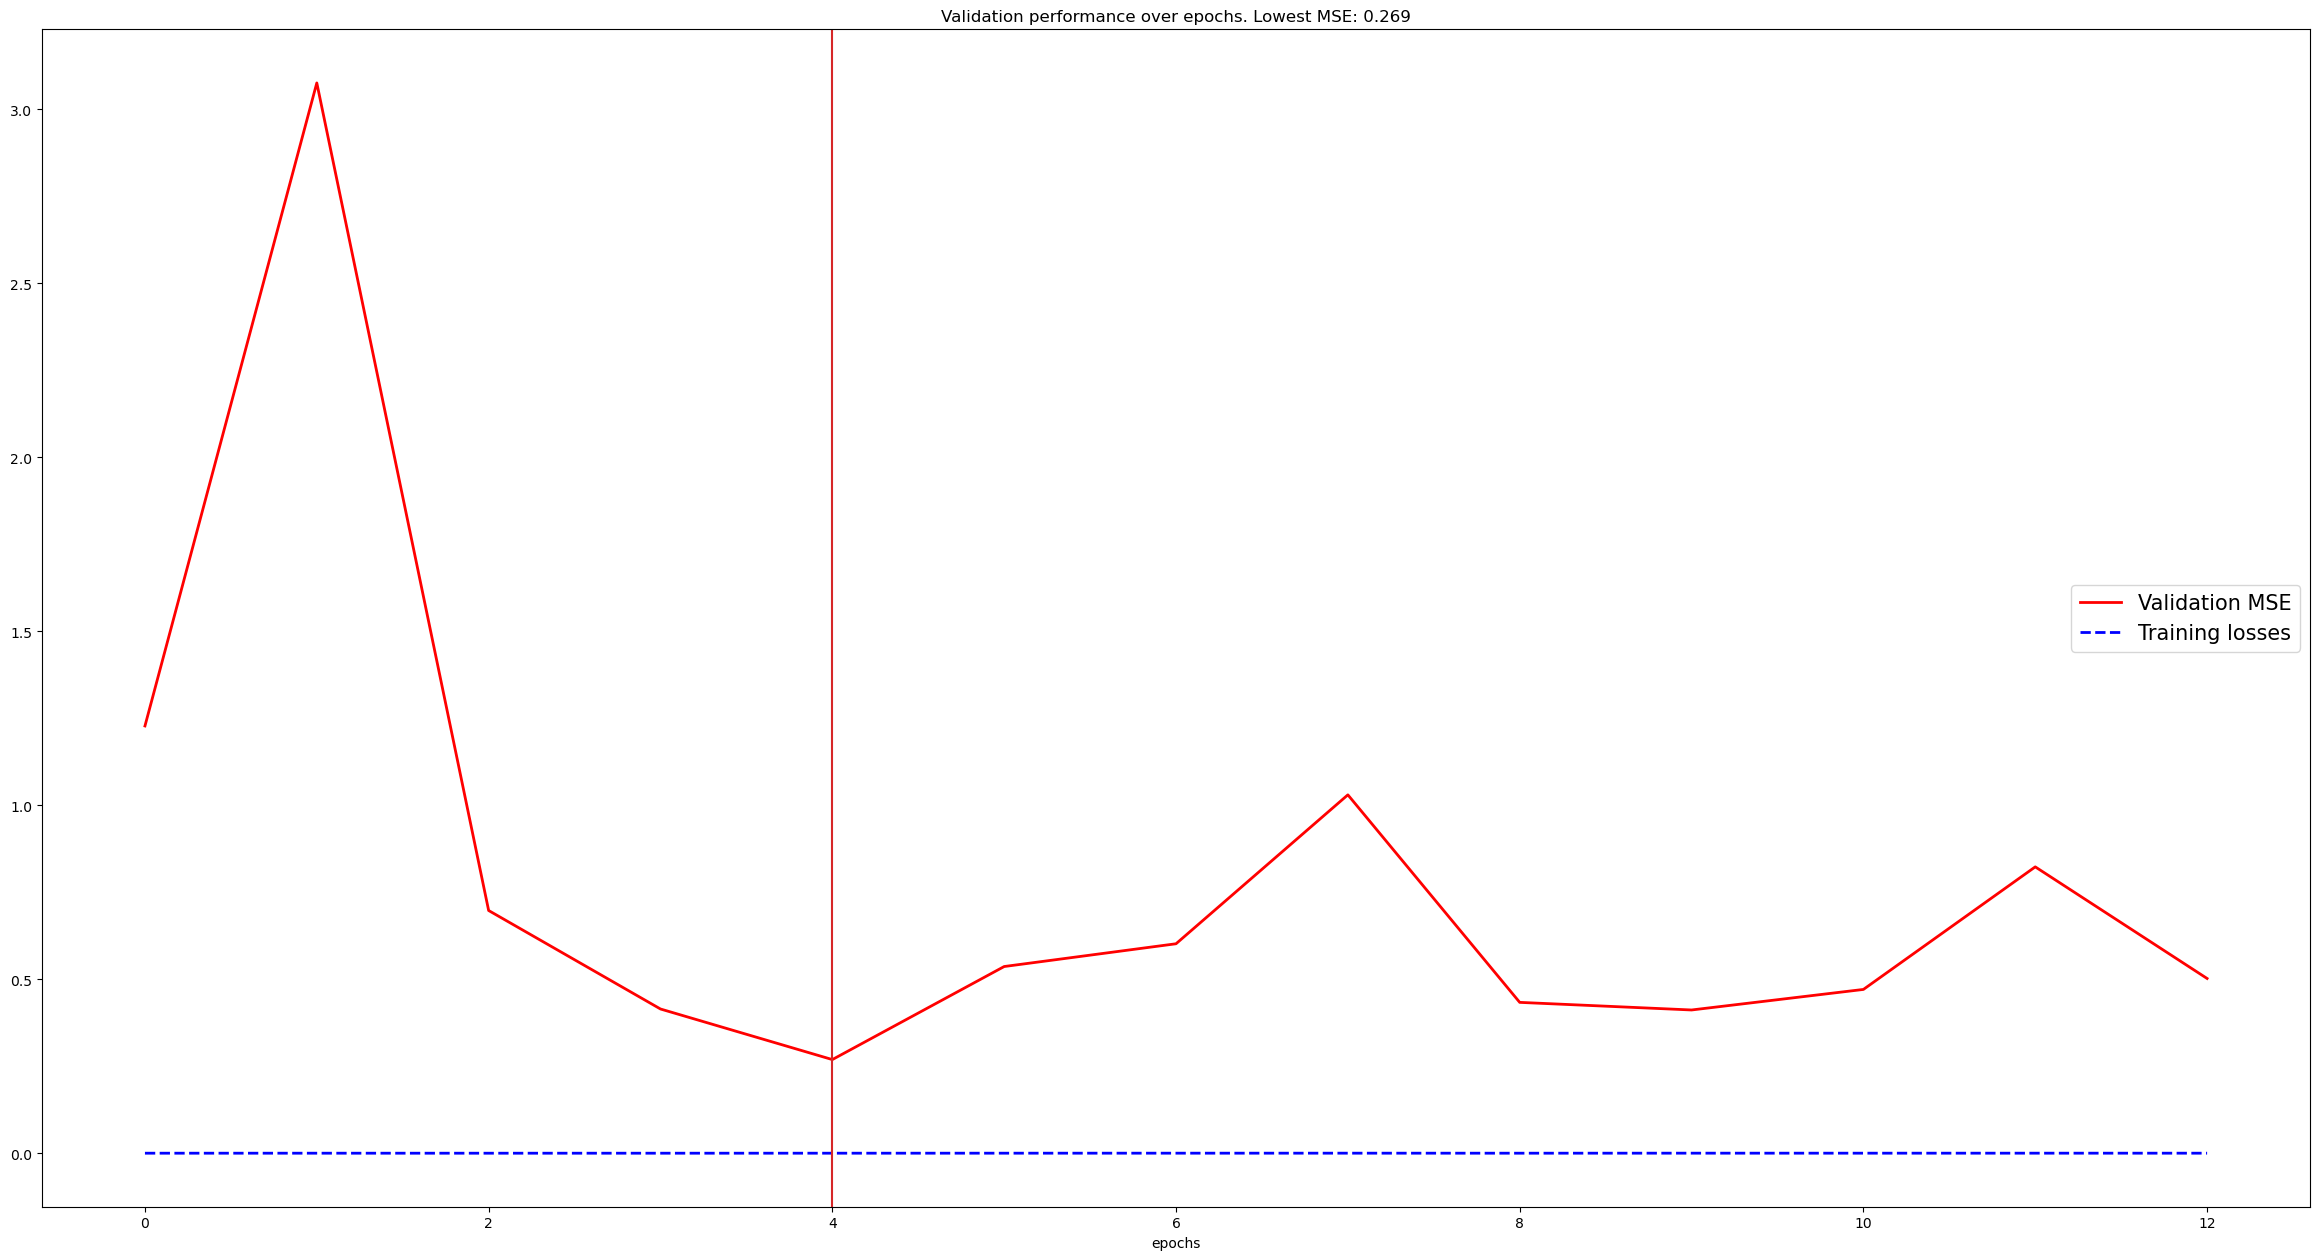 Validation performance over epochs. Lowest MSE: 0.269
3.0
2.5
2.0
1.5
1.0
0.5
0.0
Validation MSE
Training losses
0 2 4 6 8 10 12
epochs